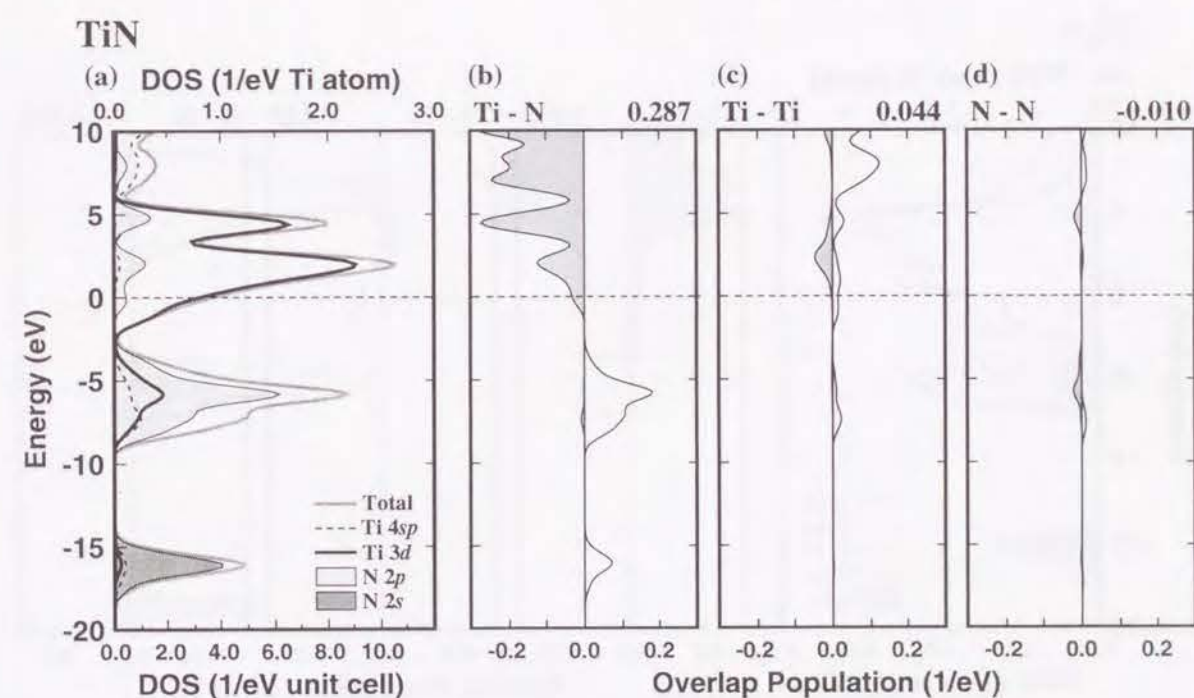 TiN
(a) DOS (1/eV Ti atom)
0.0 1.0 2.0 3.0
(b)
Ti - N 0.287
(c)
Ti - Ti 0.044
(d)
N - N -0.010
10
5
0
-5
-10
-15
-20
Energy (eV)
Total
Ti 4sp
Ti 3d
N 2p
N 2s
0.0 2.0 4.0 6.0 8.0 10.0
DOS (1/eV unit cell)
-0.2 0.0 0.2
-0.2 0.0 0.2
-0.2 0.0 0.2
Overlap Population (1/eV)